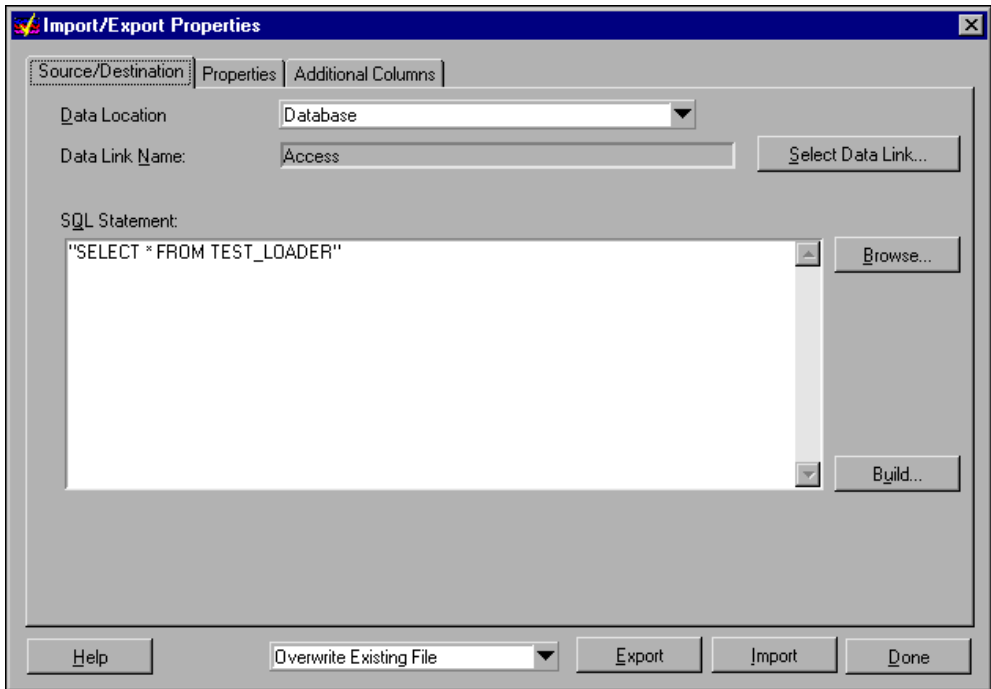 Import/Export Properties
Source/Destination Properties Additional Columns
Data Location Database
Data Link Name: Access Select Data Link...
SQL Statement:
"SELECT * FROM TEST_LOADER" Browse...
Build...
Help Overwrite Existing File Export Import Done